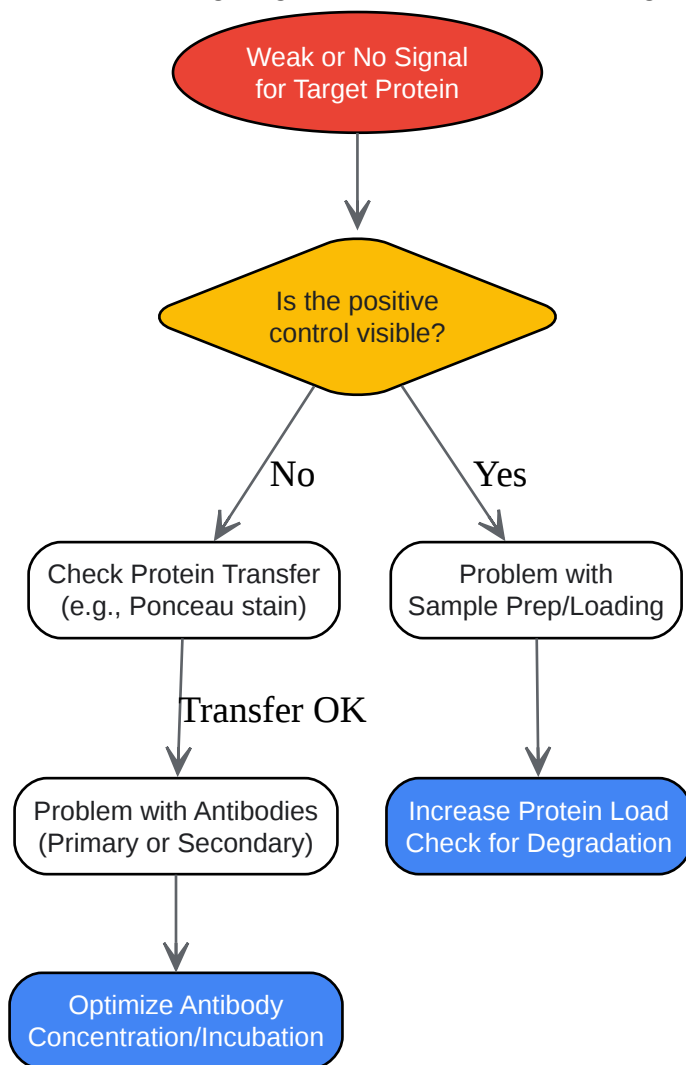 Weak or No Signal
for Target Protein
Is the positive
control visible?
No
Yes
Check Protein Transfer
(e.g., Ponceau stain)
Problem with
Sample Prep/Loading
Transfer OK
Problem with Antibodies
(Primary or Secondary)
Increase Protein Load
Check for Degradation
Optimize Antibody
Concentration/Incubation